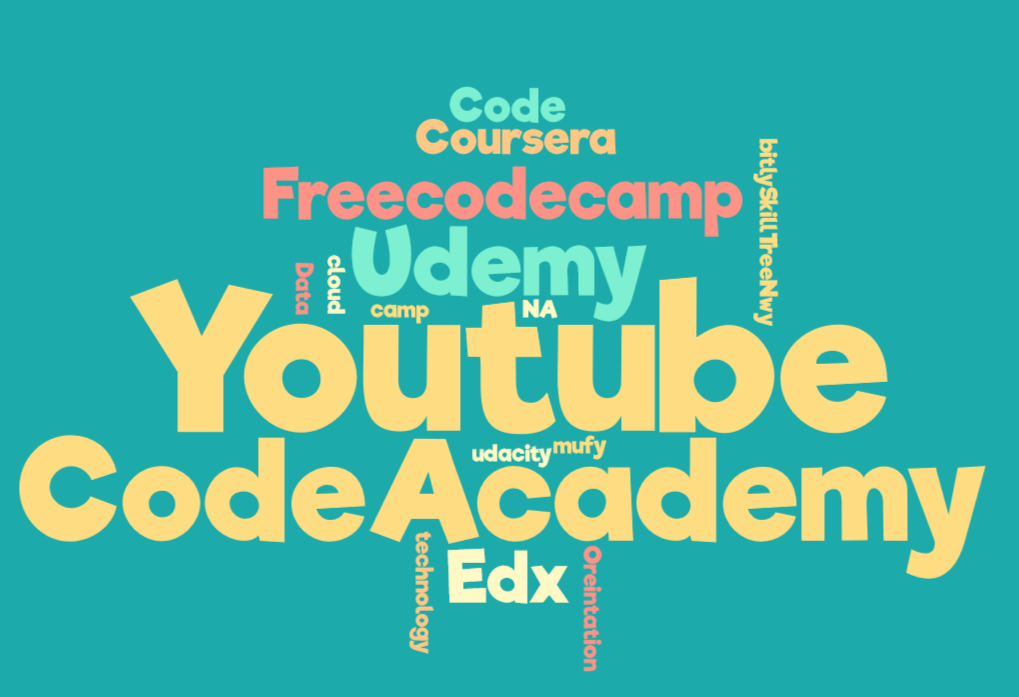 Code
Coursera
Freecodecamp
bitlySkillTreeNwy
Udemy
Data
cloud
camp
NA
Youtube
udacity
mufy
CodeAcademy
technology
Edx
Oreintation